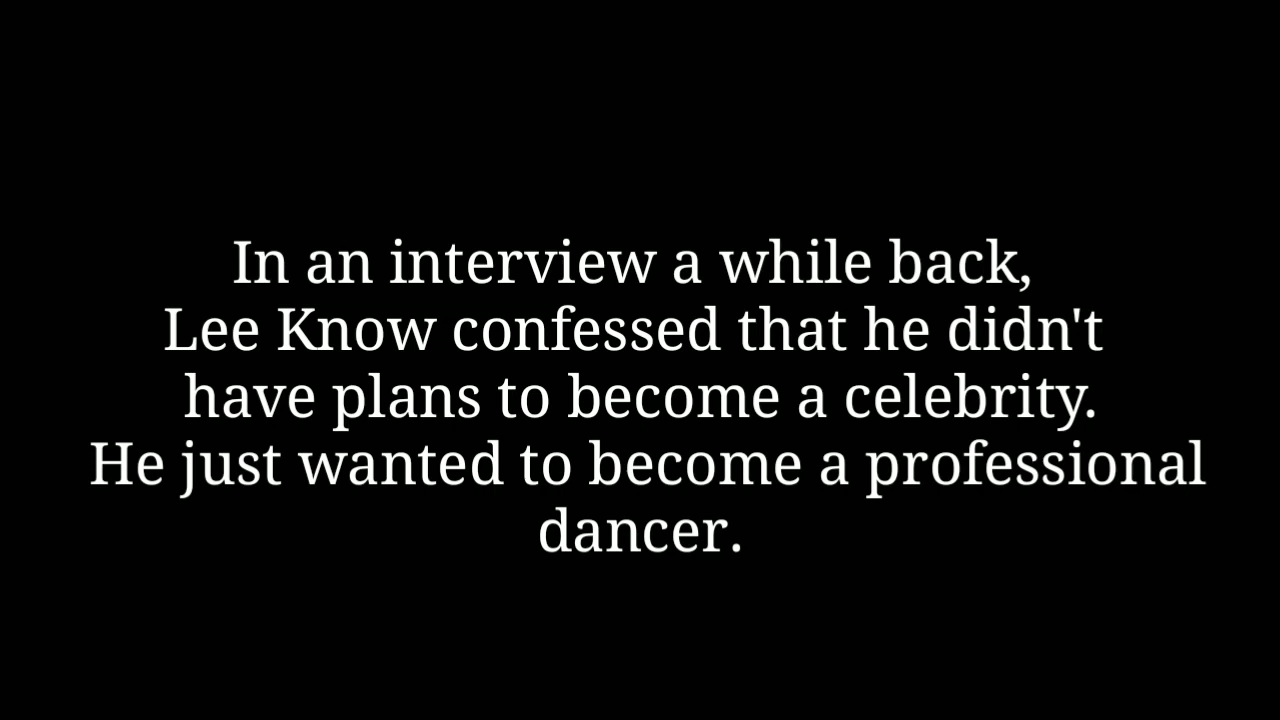 In an interview a while back,
Lee Know confessed that he didn't
have plans to become a celebrity.
He just wanted to become a professional
dancer.